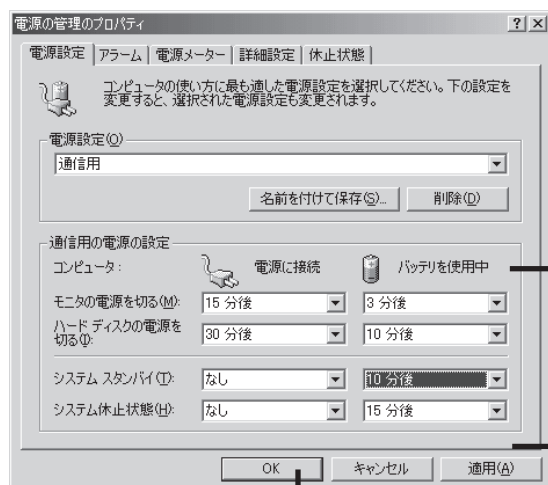 電源の管理のプロパティ ? ×
電源設定 アラーム 電源メーター 詳細設定 休止状態
コンピュータの使い方に最も適した電源設定を選択してください。下の設定を
変更すると、選択された電源設定も変更されます。
電源設定(O)
通信用
名前を付けて保存(S)... 削除(D)
通信用の電源の設定
コンピュータ: 電源に接続 バッテリを使用中
モニタの電源を切る(M): 15 分後 3 分後
ハード ディスクの電源を
切る(I): 30 分後 10 分後
システム スタンバイ(T): なし 10 分後
システム休止状態(H): なし 15 分後
OK キャンセル 適用(A)